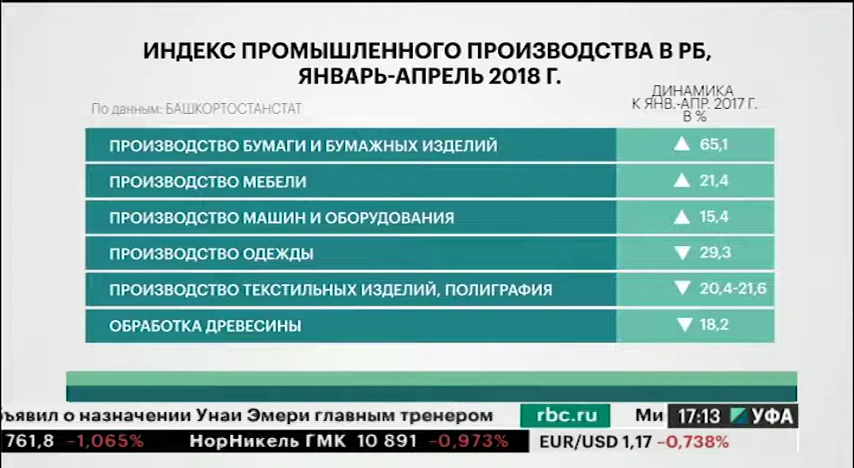 ИНДЕКС ПРОМЫШЛЕННОГО ПРОИЗВОДСТВА В РБ,
ЯНВАРЬ-АПРЕЛЬ 2018 Г.
По данным: БАШКОРТОСТАНСТАТ
ДИНАМИКА
К ЯНВ.-АПР. 2017 Г.
В %
ПРОИЗВОДСТВО БУМАГИ И БУМАЖНЫХ ИЗДЕЛИЙ ▲ 65,1
ПРОИЗВОДСТВО МЕБЕЛИ ▲ 21,4
ПРОИЗВОДСТВО МАШИН И ОБОРУДОВАНИЯ ▲ 15,4
ПРОИЗВОДСТВО ОДЕЖДЫ ▼ 29,3
ПРОИЗВОДСТВО ТЕКСТИЛЬНЫХ ИЗДЕЛИЙ, ПОЛИГРАФИЯ ▼ 20,4-21,6
ОБРАБОТКА ДРЕВЕСИНЫ ▼ 18,2
ъявил о назначении Унаи Эмери главным тренером rbc.ru Ми 17:13 УФА
761,8 -1,065% НорНикель ГМК 10 891 -0,973% EUR/USD 1,17 -0,738%